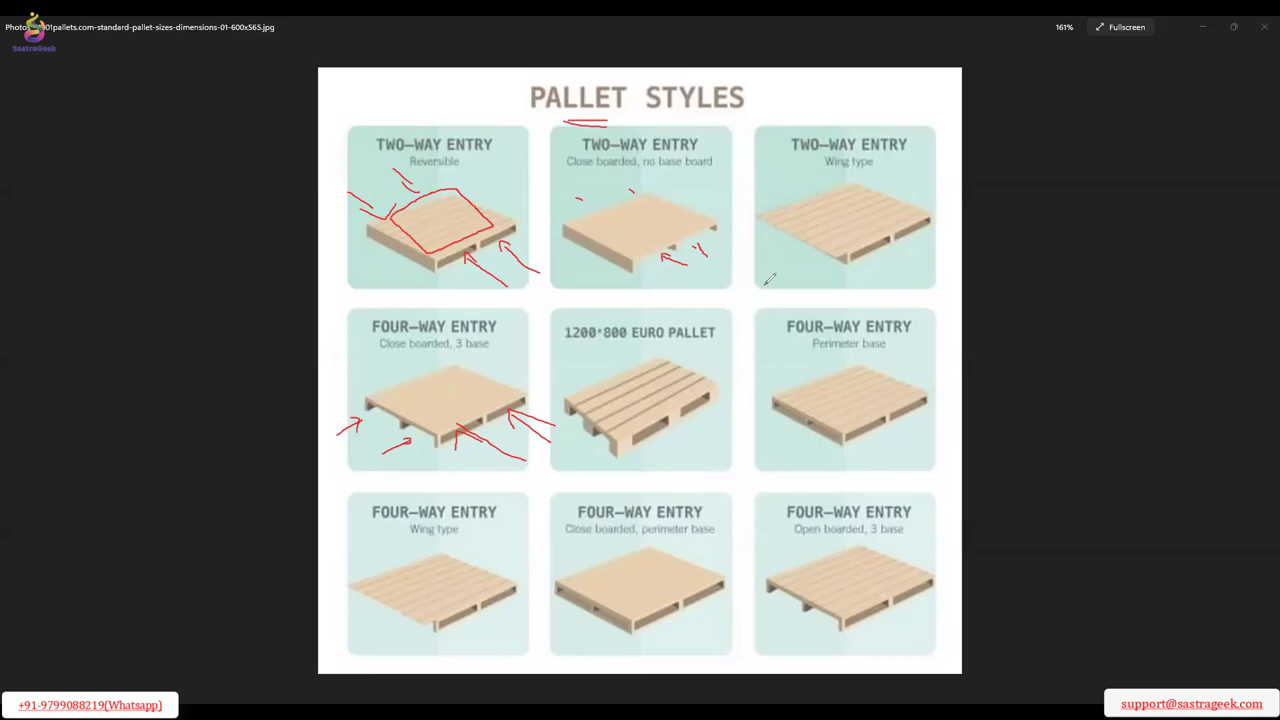 Photos
01pallets.com-standard-pallet-sizes-dimensions-01-600x565.jpg
161%
Fullscreen
SastraGeek
PALLET STYLES
TWO–WAY ENTRY
Reversible
TWO–WAY ENTRY
Close boarded, no base board
TWO–WAY ENTRY
Wing type
FOUR–WAY ENTRY
Close boarded, 3 base
1200*800 EURO PALLET
FOUR–WAY ENTRY
Perimeter base
FOUR–WAY ENTRY
Wing type
FOUR–WAY ENTRY
Close boarded, perimeter base
FOUR–WAY ENTRY
Open boarded, 3 base
+91-9799088219(Whatsapp)
support@sastrageek.com